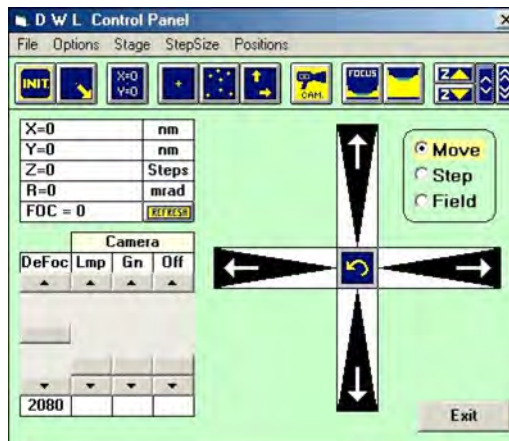 D W L Control Panel
File Options Stage StepSize Positions
INIT. X=0 Y=0 CAM. FOCUS Z Z
X=0 nm
Y=0 nm
Z=0 Steps
R=0 mrad
FOC = 0 REFRESH
Move
Step
Field
Camera
DeFoc Lmp Gn Off
2080
Exit